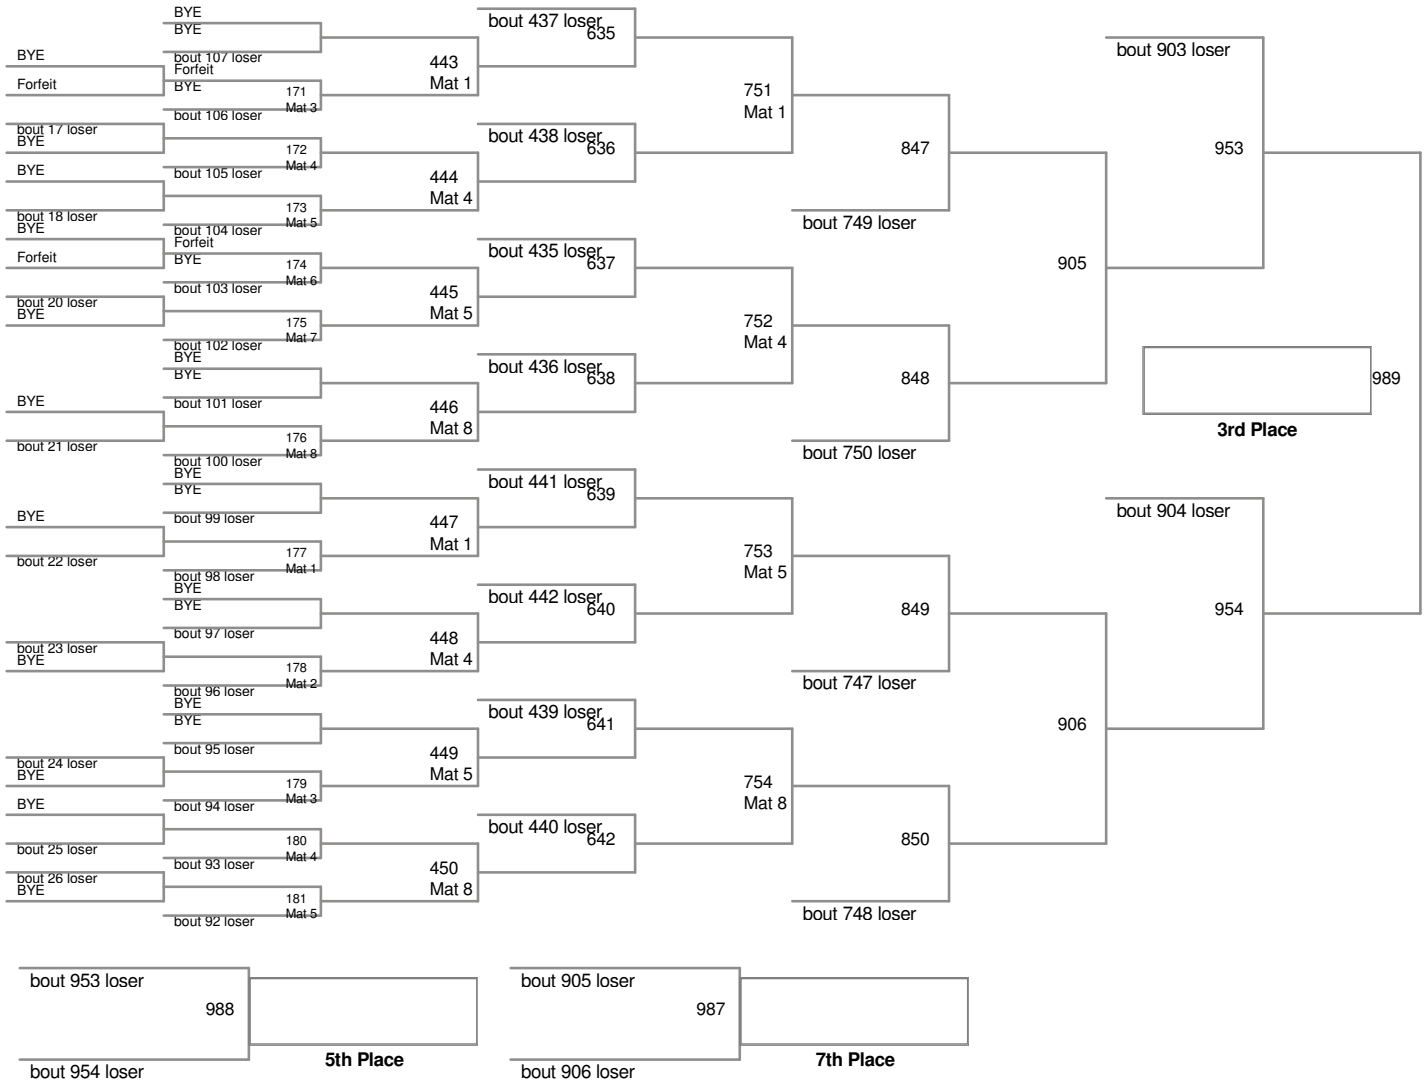 BYE
BYE
bout 107 loser
BYE
Forfeit
Forfeit
BYE
171
Mat 3
bout 106 loser
bout 17 loser
BYE
172
Mat 4
bout 105 loser
BYE
bout 18 loser
173
Mat 5
bout 104 loser
BYE
Forfeit
Forfeit
BYE
174
Mat 6
bout 103 loser
bout 20 loser
BYE
175
Mat 7
bout 102 loser
BYE
BYE
bout 101 loser
BYE
bout 21 loser
176
Mat 8
bout 100 loser
BYE
BYE
bout 99 loser
BYE
bout 22 loser
177
Mat 1
bout 98 loser
BYE
BYE
bout 97 loser
bout 23 loser
BYE
178
Mat 2
bout 96 loser
BYE
BYE
bout 95 loser
bout 24 loser
BYE
179
Mat 3
bout 94 loser
BYE
bout 25 loser
180
Mat 4
bout 93 loser
bout 26 loser
BYE
181
Mat 5
bout 92 loser
443
Mat 1
444
Mat 4
445
Mat 5
446
Mat 8
447
Mat 1
448
Mat 4
449
Mat 5
450
Mat 8
bout 437 loser
635
bout 438 loser
636
bout 435 loser
637
bout 436 loser
638
bout 441 loser
639
bout 442 loser
640
bout 439 loser
641
bout 440 loser
642
751
Mat 1
752
Mat 4
753
Mat 5
754
Mat 8
847
bout 749 loser
848
bout 750 loser
849
bout 747 loser
850
bout 748 loser
905
906
bout 903 loser
953
bout 904 loser
954
989
3rd Place
bout 953 loser
988
bout 954 loser
5th Place
bout 905 loser
987
bout 906 loser
7th Place